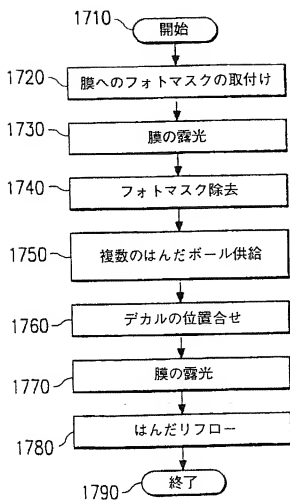 1710 開始
1720 膜へのフォトマスクの取付け
1730 膜の露光
1740 フォトマスク除去
1750 複数のはんだボール供給
1760 デカルの位置合せ
1770 膜の露光
1780 はんだリフロー
1790 終了